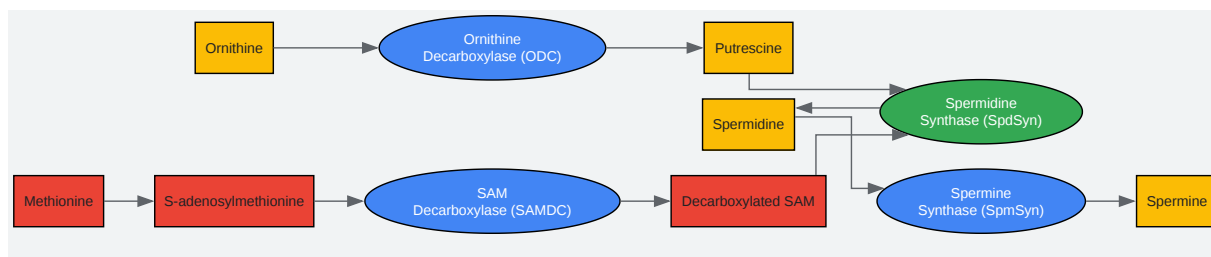 Ornithine
Ornithine
Decarboxylase (ODC)
Putrescine
Spermidine
Synthase (SpdSyn)
Spermidine
Methionine
S-adenosylmethionine
SAM
Decarboxylase (SAMDC)
Decarboxylated SAM
Spermine
Synthase (SpmSyn)
Spermine